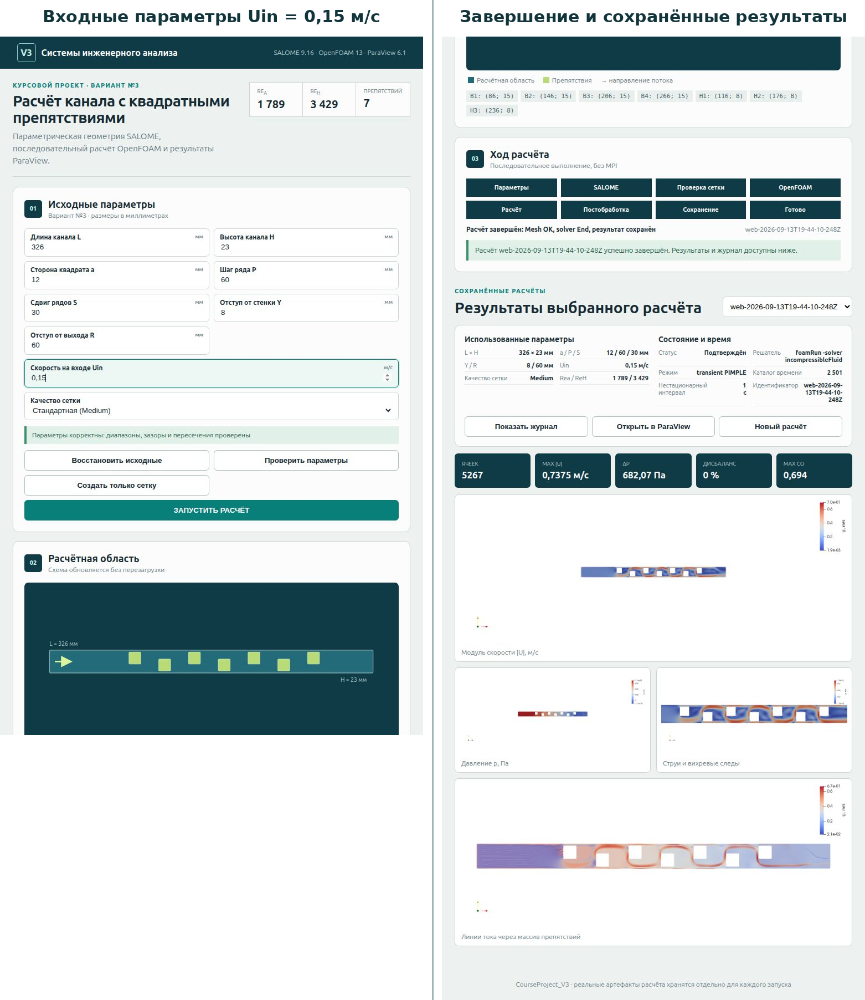 Входные параметры Uin = 0,15 м/с
V3 Системы инженерного анализа
SALOME 9.16 · OpenFOAM 13 · ParaView 6.1
КУРСОВОЙ ПРОЕКТ · ВАРИАНТ №3
Расчёт канала с квадратными
препятствиями
Параметрическая геометрия SALOME,
последовательный расчёт OpenFOAM и результаты
ParaView.
REA
1 789
REH
3 429
ПРЕПЯТСТВИЙ
7
01
Исходные параметры
Вариант №3 · размеры в миллиметрах
Длина канала L мм
326
Высота канала H мм
23
Сторона квадрата a мм
12
Шаг ряда P мм
60
Сдвиг рядов S мм
30
Отступ от стенки Y мм
8
Отступ от выхода R мм
60
Скорость на входе Uin м/с
0,15
Качество сетки
Стандартная (Medium)
Параметры корректны: диапазоны, зазоры и пересечения проверены
Восстановить исходные
Проверить параметры
Создать только сетку
ЗАПУСТИТЬ РАСЧЁТ
02
Расчётная область
Схема обновляется без перезагрузки
L = 326 мм
H = 23 мм
Завершение и сохранённые результаты
Расчётная область Препятствия → направление потока
B1: (86; 15) B2: (146; 15) B3: (206; 15) B4: (266; 15) H1: (116; 8) H2: (176; 8)
H3: (236; 8)
03
Ход расчёта
Последовательное выполнение, без MPI
Параметры SALOME Проверка сетки OpenFOAM
Расчёт Постобработка Сохранение Готово
Расчёт завершён: Mesh OK, solver End, результат сохранён
web-2026-09-13T19-44-10-248Z
Расчёт web-2026-09-13T19-44-10-248Z успешно завершён. Результаты и журнал доступны ниже.
СОХРАНЁННЫЕ РАСЧЁТЫ
Результаты выбранного расчёта
web-2026-09-13T19-44-10-248Z
Использованные параметры
L × H 326 × 23 мм
a / P / S 12 / 60 / 30 мм
Y / R 8 / 60 мм
Uin 0,15 м/с
Качество сетки Medium
Rea / ReH 1 789 / 3 429
Состояние и время
Статус Подтверждён
Решатель foamRun -solver
incompressibleFluid
Режим transient PIMPLE
Каталог времени 2 501
Нестационарный 1
интервал с
Идентификатор web-2026-09-
13T19-44-10-
248Z
Показать журнал
Открыть в ParaView
Новый расчёт
ЯЧЕЕК
5267
MAX |U|
0,7375 м/с
ΔP
682,07 Па
ДИСБАЛАНС
0 %
MAX CO
0,694
7.0e-01
0.6
0.4
0.2
1.9e-03
U, m/s
Модуль скорости |U|, м/с
Давление p, Па
Струи и вихревые следы
6.7e-01
0.6
0.4
0.2
2.1e-02
U, m/s
Линии тока через массив препятствий
CourseProject_V3 · реальные артефакты расчёта хранятся отдельно для каждого запуска